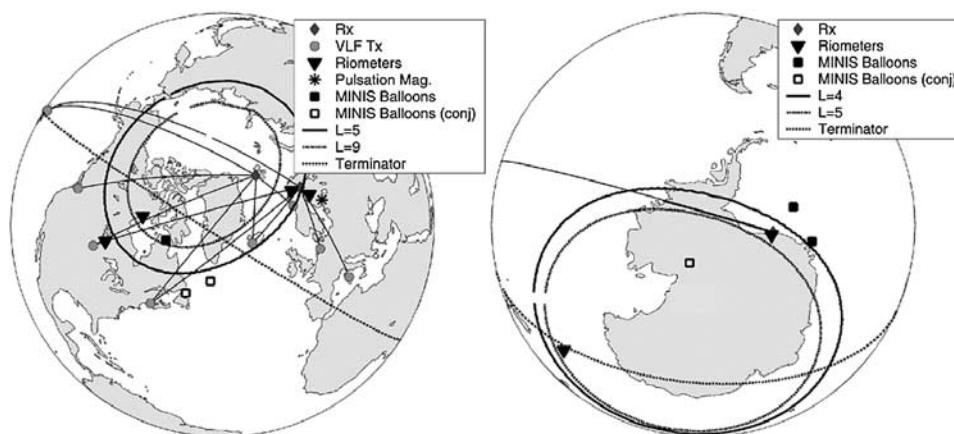 Rx
VLF Tx
Riometers
Pulsation Mag.
MINIS Balloons
MINIS Balloons (conj)
L=5
L=9
Terminator
Rx
Riometers
MINIS Balloons
MINIS Balloons (conj)
L=4
L=5
Terminator